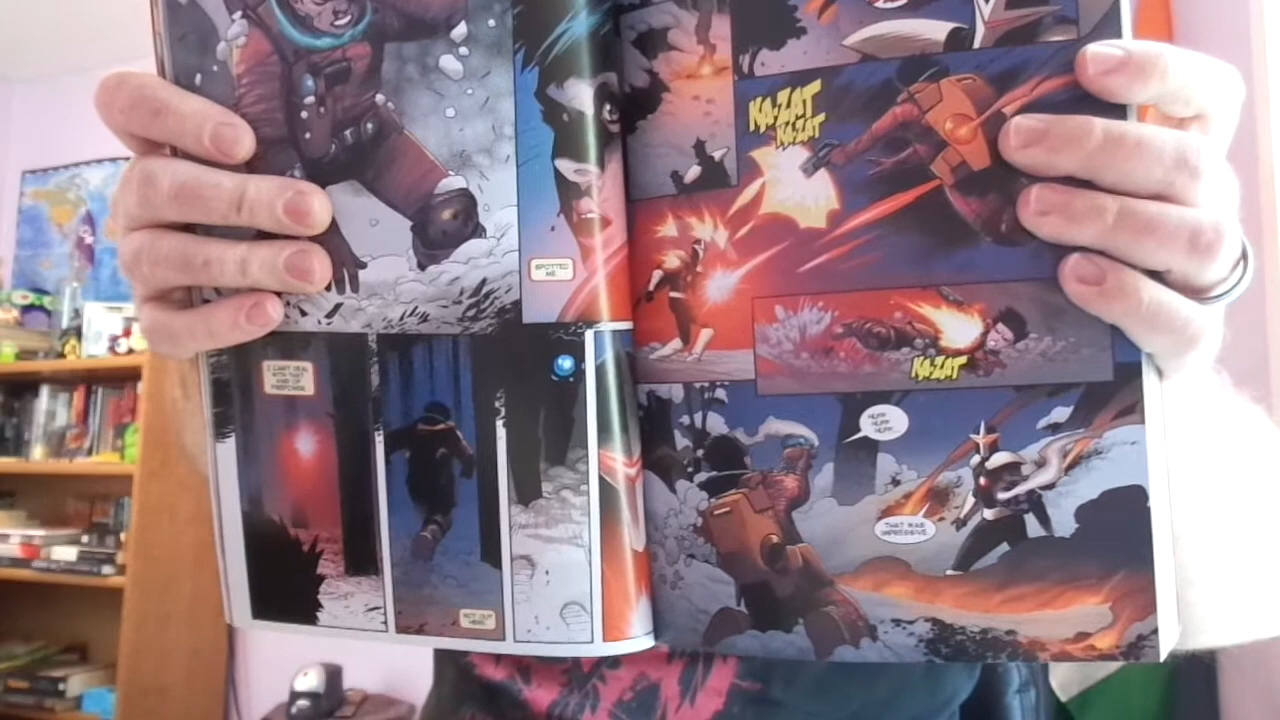 SPOTTED
ME.
I CAN'T DEAL
WITH THAT
KIND OF
FIREPOWER.
NOT OUT
HERE.
KA-ZAT
KA-ZAT
KA-ZAT
HUFF
HUFF
HUFF...
THAT WAS
IMPRESSIVE.